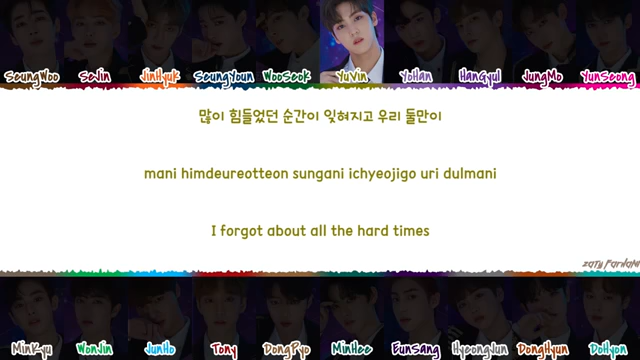 SeungWoo SeJin JinHyuk SeungYoun WooSeok YuVin YoHan HanGyul JungMo YunSeong
많이 힘들었던 순간이 잊혀지고 우리 둘만이
mani himdeureotteon sungani ichyeojigo uri dulmani
I forgot about all the hard times
ZATY FARHANI
MinKyu WonJin JunHo Tony DongPyo MinHee EunSang HyeongJun DongHyun DoHyon